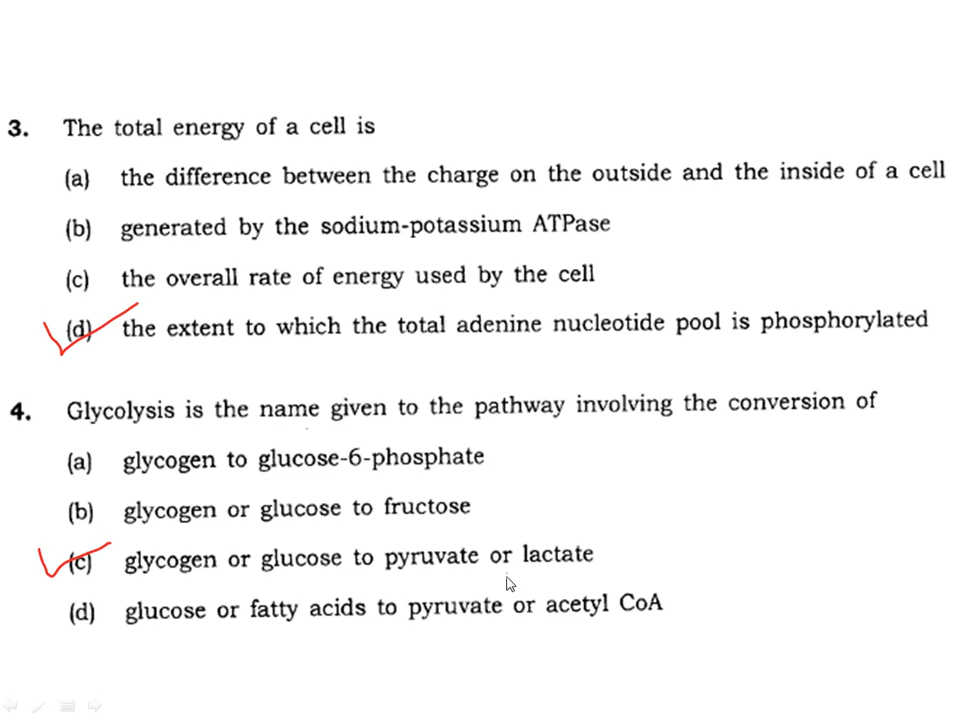 3. The total energy of a cell is
(a) the difference between the charge on the outside and the inside of a cell
(b) generated by the sodium-potassium ATPase
(c) the overall rate of energy used by the cell
(d) the extent to which the total adenine nucleotide pool is phosphorylated
4. Glycolysis is the name given to the pathway involving the conversion of
(a) glycogen to glucose-6-phosphate
(b) glycogen or glucose to fructose
(c) glycogen or glucose to pyruvate or lactate
(d) glucose or fatty acids to pyruvate or acetyl CoA